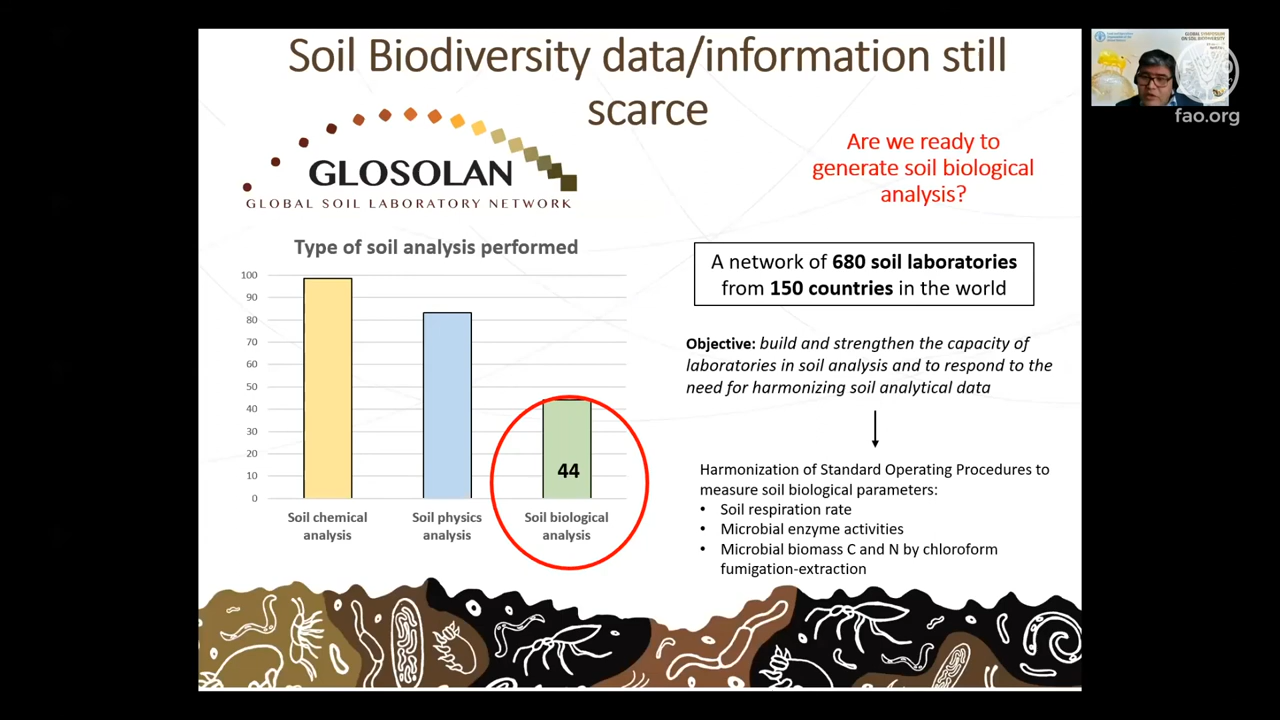 Soil Biodiversity data/information still
scarce
GLOSOLAN
GLOBAL SOIL LABORATORY NETWORK
Are we ready to
generate soil biological
analysis?
Type of soil analysis performed
100
90
80
70
60
50
40
30
20
10
0
44
Soil chemical
analysis
Soil physics
analysis
Soil biological
analysis
A network of 680 soil laboratories
from 150 countries in the world
Objective: build and strengthen the capacity of
laboratories in soil analysis and to respond to the
need for harmonizing soil analytical data
Harmonization of Standard Operating Procedures to
measure soil biological parameters:
• Soil respiration rate
• Microbial enzyme activities
• Microbial biomass C and N by chloroform
fumigation-extraction
GLOBAL SYMPOSIUM
ON SOIL BIODIVERSITY
fao.org